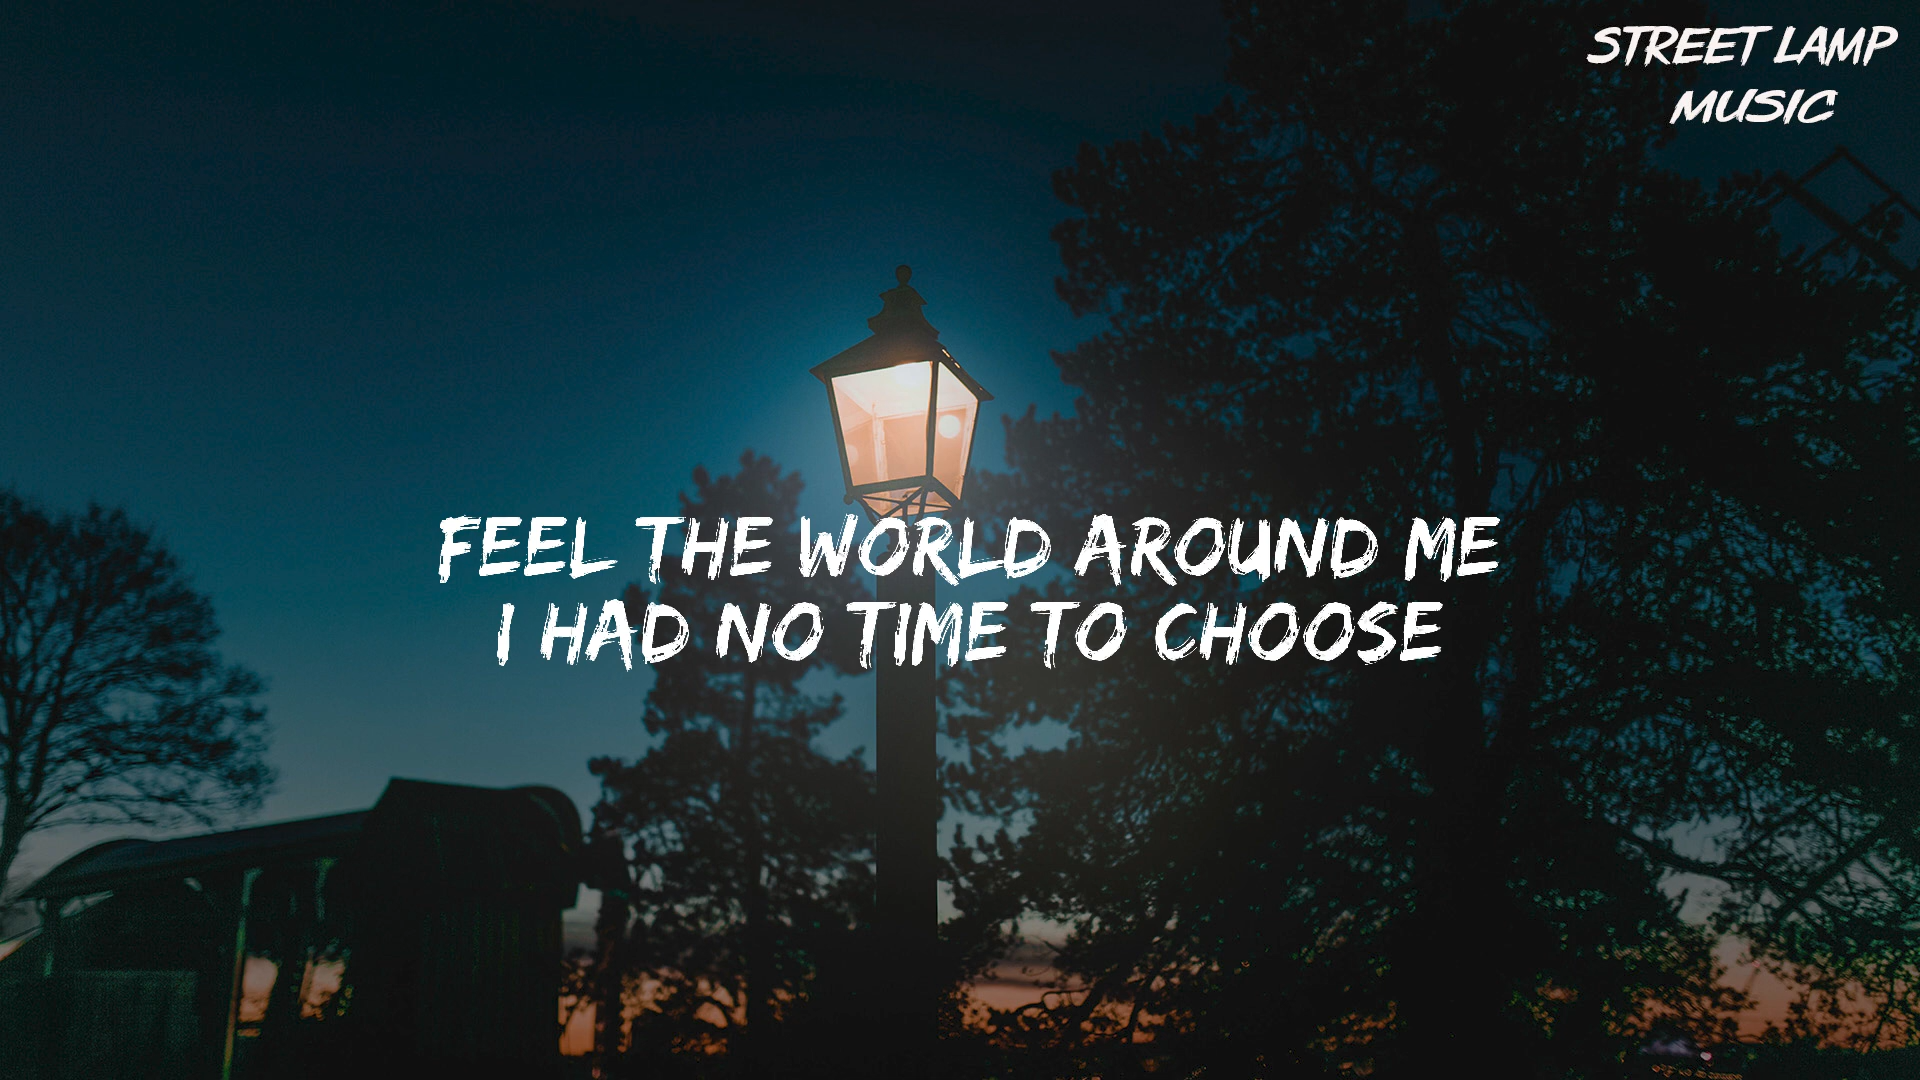 STREET LAMP
MUSIC
FEEL THE WORLD AROUND ME
I HAD NO TIME TO CHOOSE